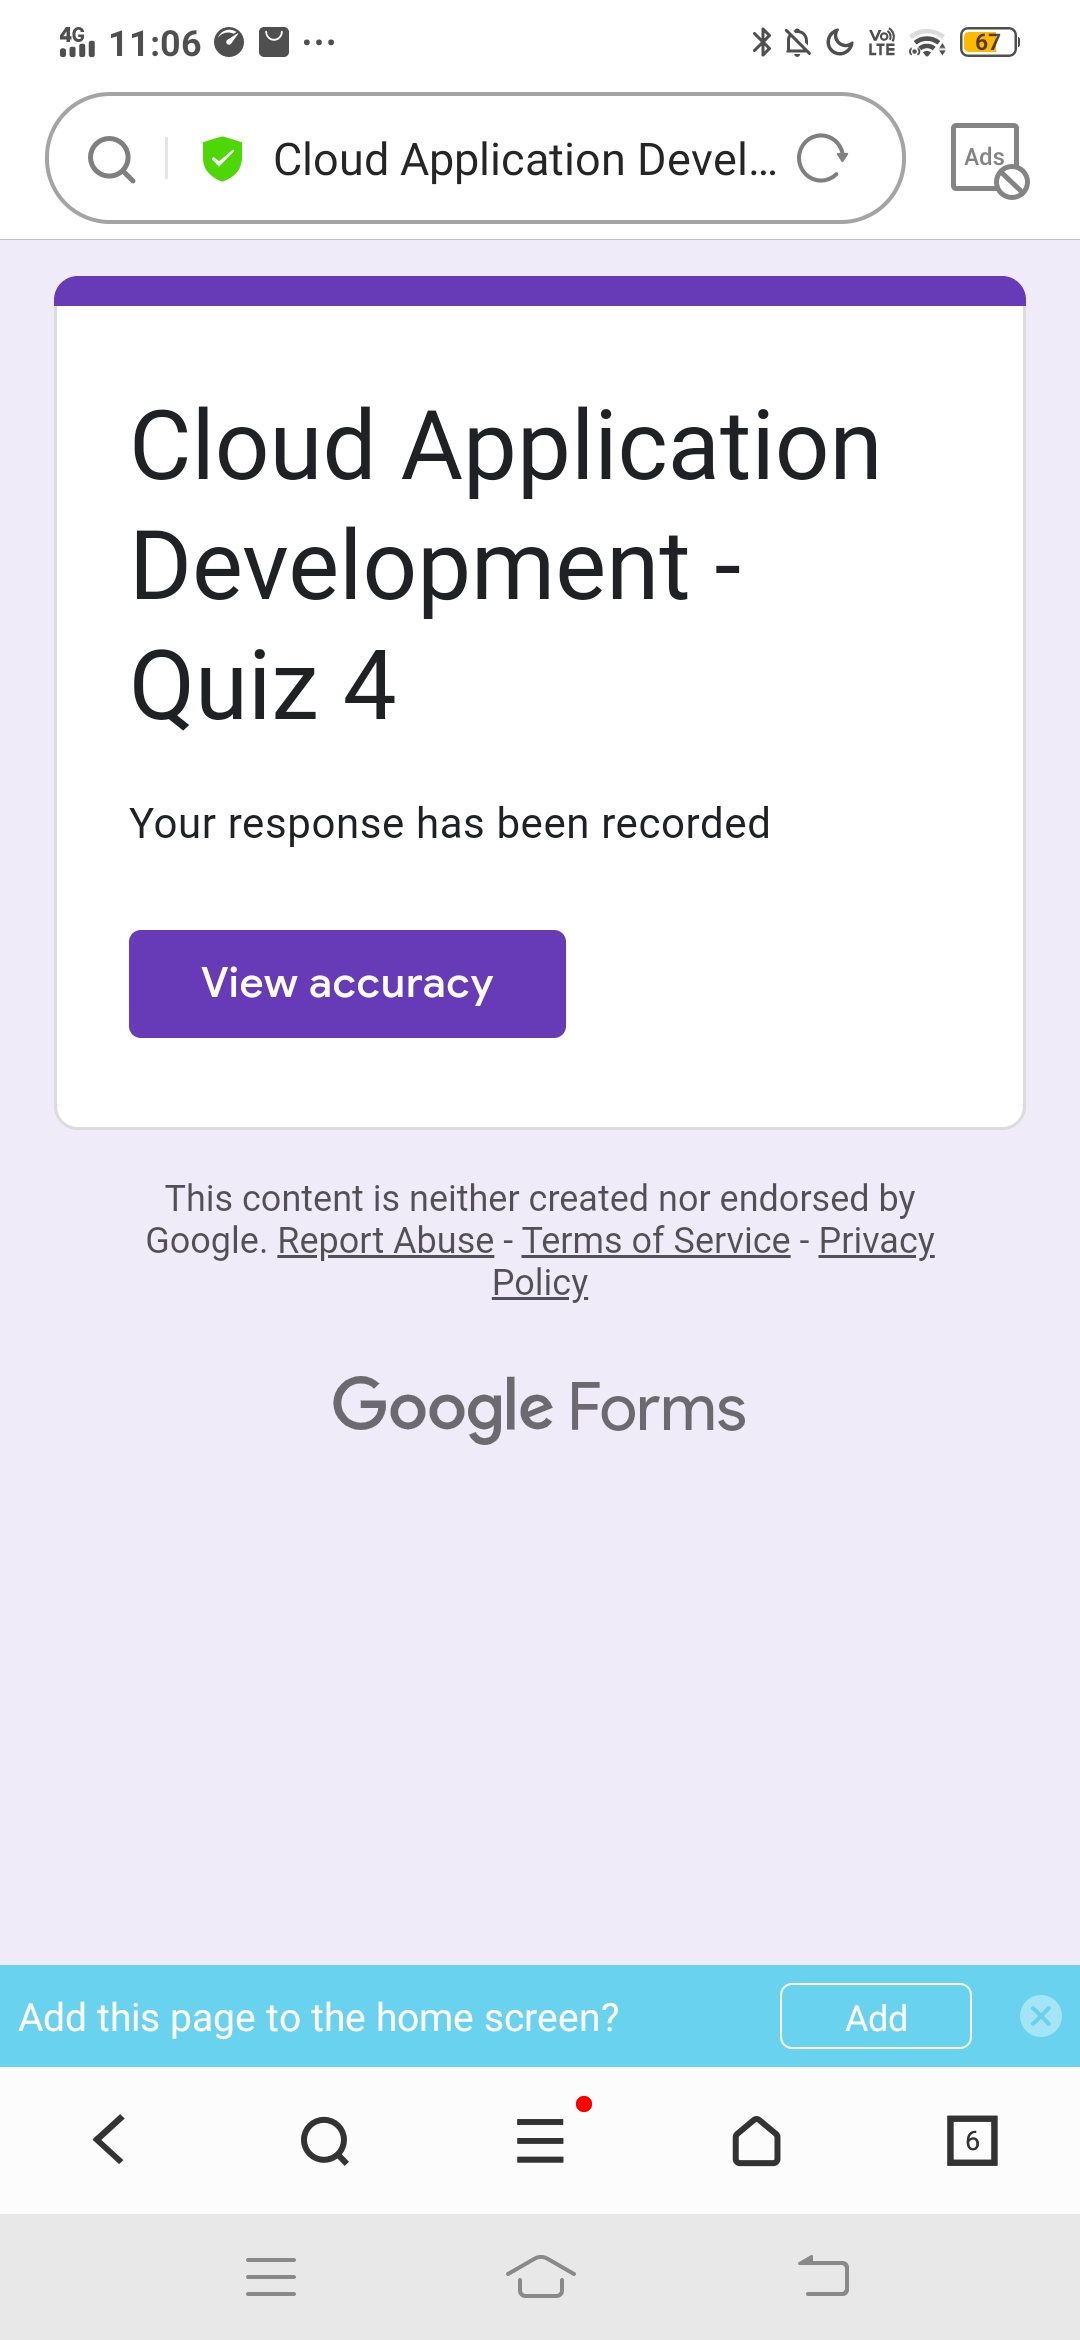 4G 11:06 Vo) LTE 67
Cloud Application Devel...
Ads
Cloud Application
Development -
Quiz 4
Your response has been recorded
View accuracy
This content is neither created nor endorsed by
Google. Report Abuse - Terms of Service - Privacy
Policy
Google Forms
Add this page to the home screen? Add
6